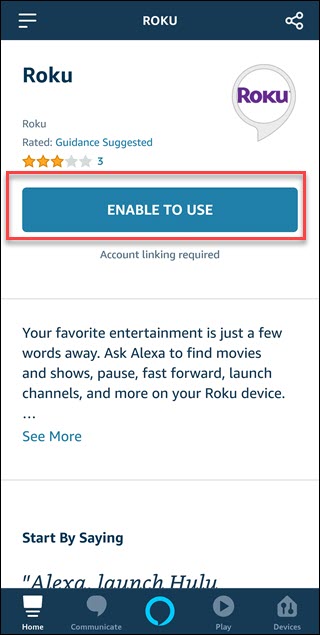 ROKU
Roku
ROKU
Roku
Rated: Guidance Suggested
3
ENABLE TO USE
Account linking required
Your favorite entertainment is just a few
words away. Ask Alexa to find movies
and shows, pause, fast forward, launch
channels, and more on your Roku device.
...
See More
Start By Saying
"Alexa, launch Hulu
Home Communicate Play Devices